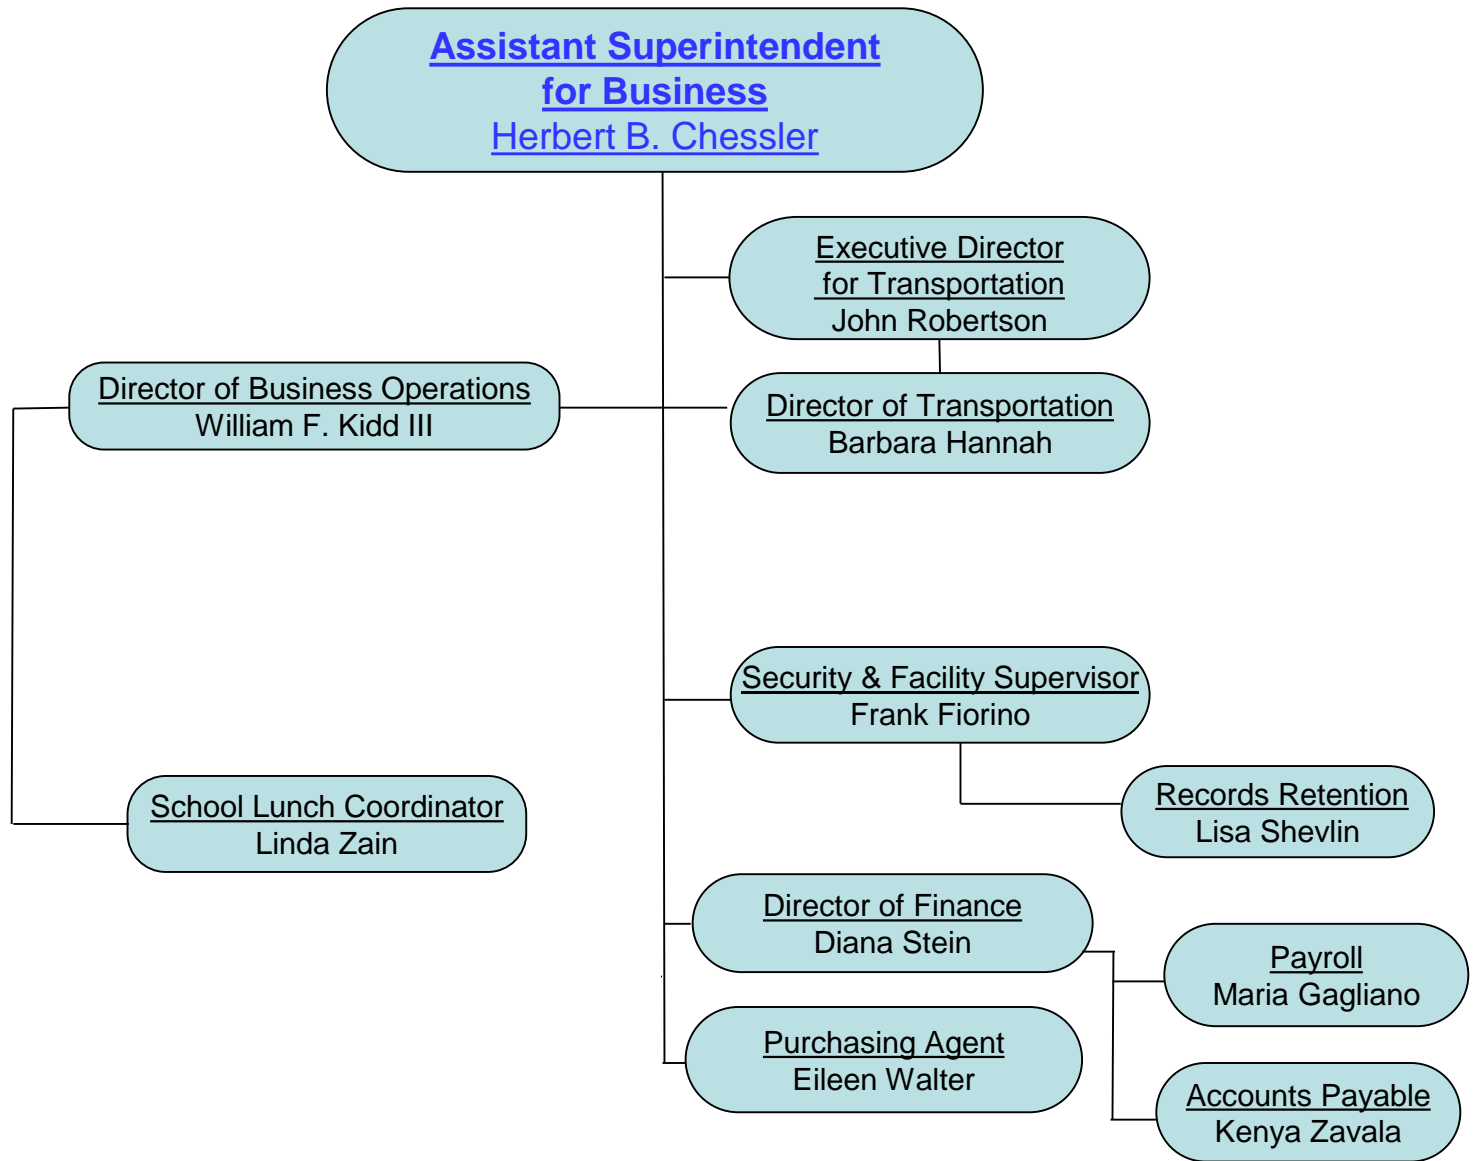 Assistant Superintendent
for Business
Herbert B. Chessler
Executive Director
for Transportation
John Robertson
Director of Business Operations
William F. Kidd III
Director of Transportation
Barbara Hannah
Security & Facility Supervisor
Frank Fiorino
School Lunch Coordinator
Linda Zain
Records Retention
Lisa Shevlin
Director of Finance
Diana Stein
Payroll
Maria Gagliano
Purchasing Agent
Eileen Walter
Accounts Payable
Kenya Zavala